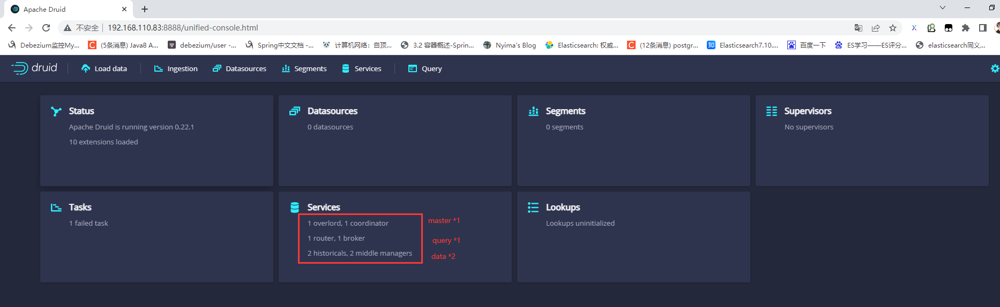 Apache Druid
不安全 192.168.110.83:8888/unified-console.html
Debezium监控My... (5条消息) Java8 A... debezium/user -... Spring中文文档 -... 计算机网络：自顶... 3.2 容器概述-Sprin... Nyima's Blog Elasticsearch: 权威... (12条消息) postgr... Elasticsearch7.10.... 百度一下 ES学习——ES评分... elasticsearch同义...
druid Load data Ingestion Datasources Segments Services Query
Status
Apache Druid is running version 0.22.1
10 extensions loaded
Datasources
0 datasources
Segments
0 segments
Supervisors
No supervisors
Tasks
1 failed task
Services
1 overlord, 1 coordinator
master *1
1 router, 1 broker
query *1
2 historicals, 2 middle managers
data *2
Lookups
Lookups uninitialized